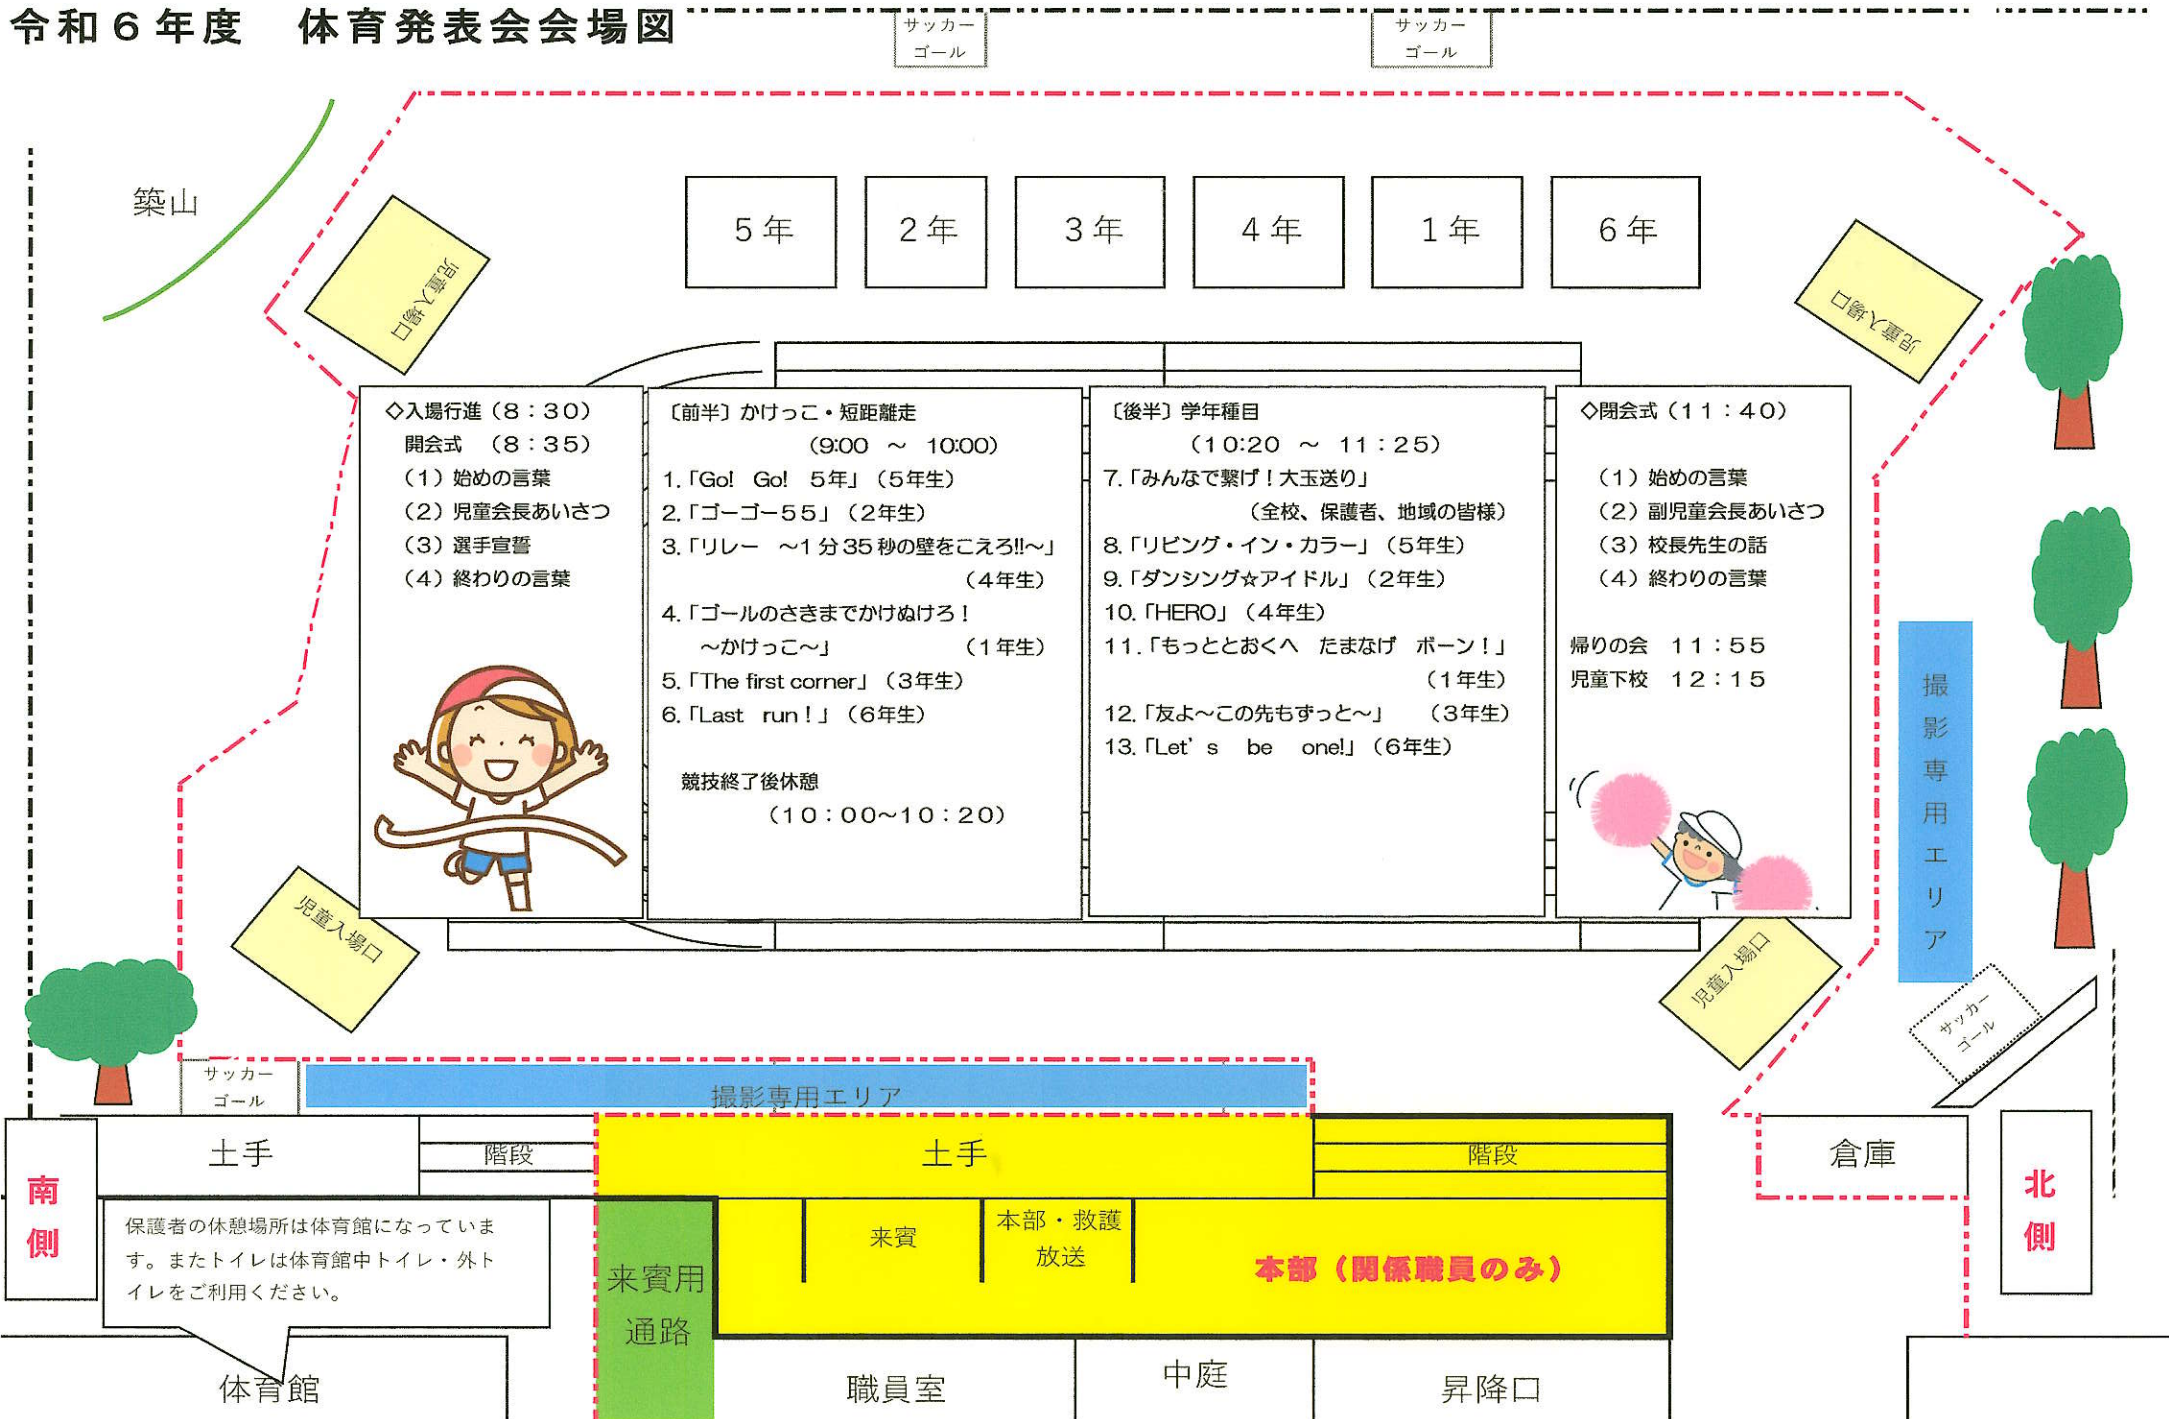 令和６年度　体育発表会会場図
サッカー
ゴール
サッカー
ゴール
築山
児童入場口
5年
2年
3年
4年
1年
6年
児童入場口
◇入場行進（８：３０）
開会式　（８：３５）
（１）始めの言葉
（２）児童会長あいさつ
（３）選手宣誓
（４）終わりの言葉
〔前半〕かけっこ・短距離走
（9:00　～　10:00）
1.「Go!　Go!　5年」（５年生）
2.「ゴーゴー５５」（２年生）
3.「リレー　～１分35秒の壁をこえろ!!～」
（４年生）
4.「ゴールのさきまでかけぬけろ！
～かけっこ～」　（１年生）
5.「The first corner」（３年生）
6.「Last　run！」（６年生）
競技終了後休憩
（１０：００～１０：２０）
〔後半〕学年種目
（１０:２０　～　１１：２５）
7.「みんなで繋げ！大玉送り」
（全校、保護者、地域の皆様）
8.「リビング・イン・カラー」（５年生）
9.「ダンシング☆アイドル」（２年生）
10.「HERO」（４年生）
11.「もっととおくへ　たまなげ　ボーン！」
（１年生）
12.「友よ～この先もずっと～」　（３年生）
13.「Let’s　be　one!」（６年生）
◇閉会式（１１：４０）
（１）始めの言葉
（２）副児童会長あいさつ
（３）校長先生の話
（４）終わりの言葉
帰りの会　１１：５５
児童下校　１２：１５
撮影専用エリア
児童入場口
児童入場口
サッカー
ゴール
サッカー
ゴール
撮影専用エリア
土手
階段
土手
階段
倉庫
南側
北側
保護者の休憩場所は体育館になっていま
す。またトイレは体育館中トイレ・外ト
イレをご利用ください。
来賓用
通路
来賓
本部・救護
放送
本部（関係職員のみ）
体育館
職員室
中庭
昇降口